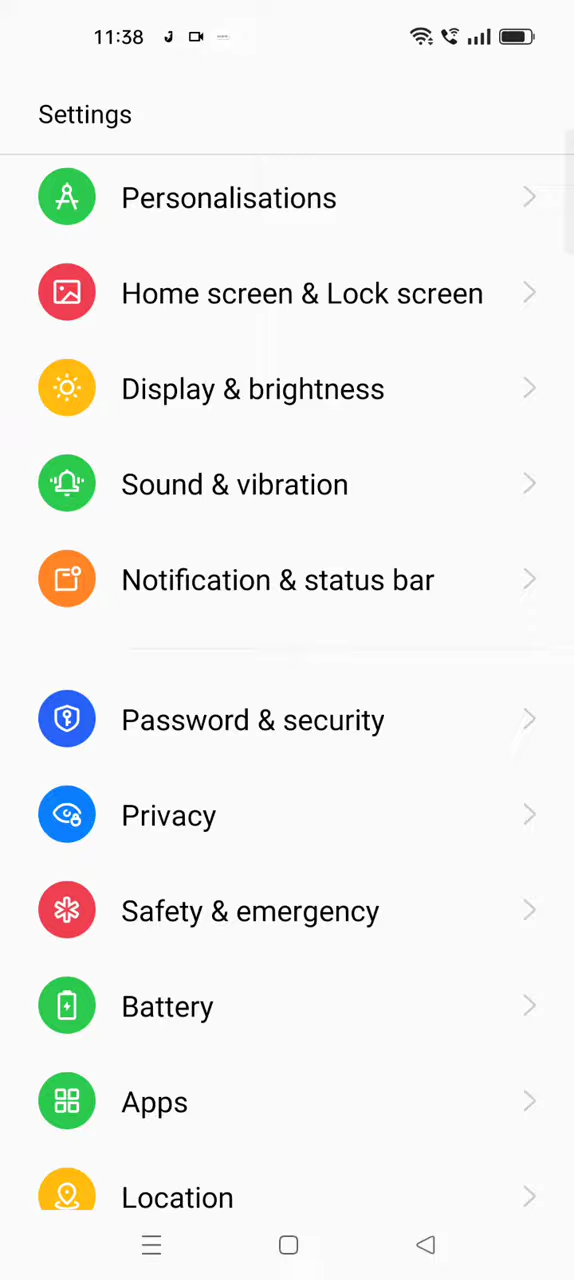 11:38
Settings
Personalisations
Home screen & Lock screen
Display & brightness
Sound & vibration
Notification & status bar
Password & security
Privacy
Safety & emergency
Battery
Apps
Location